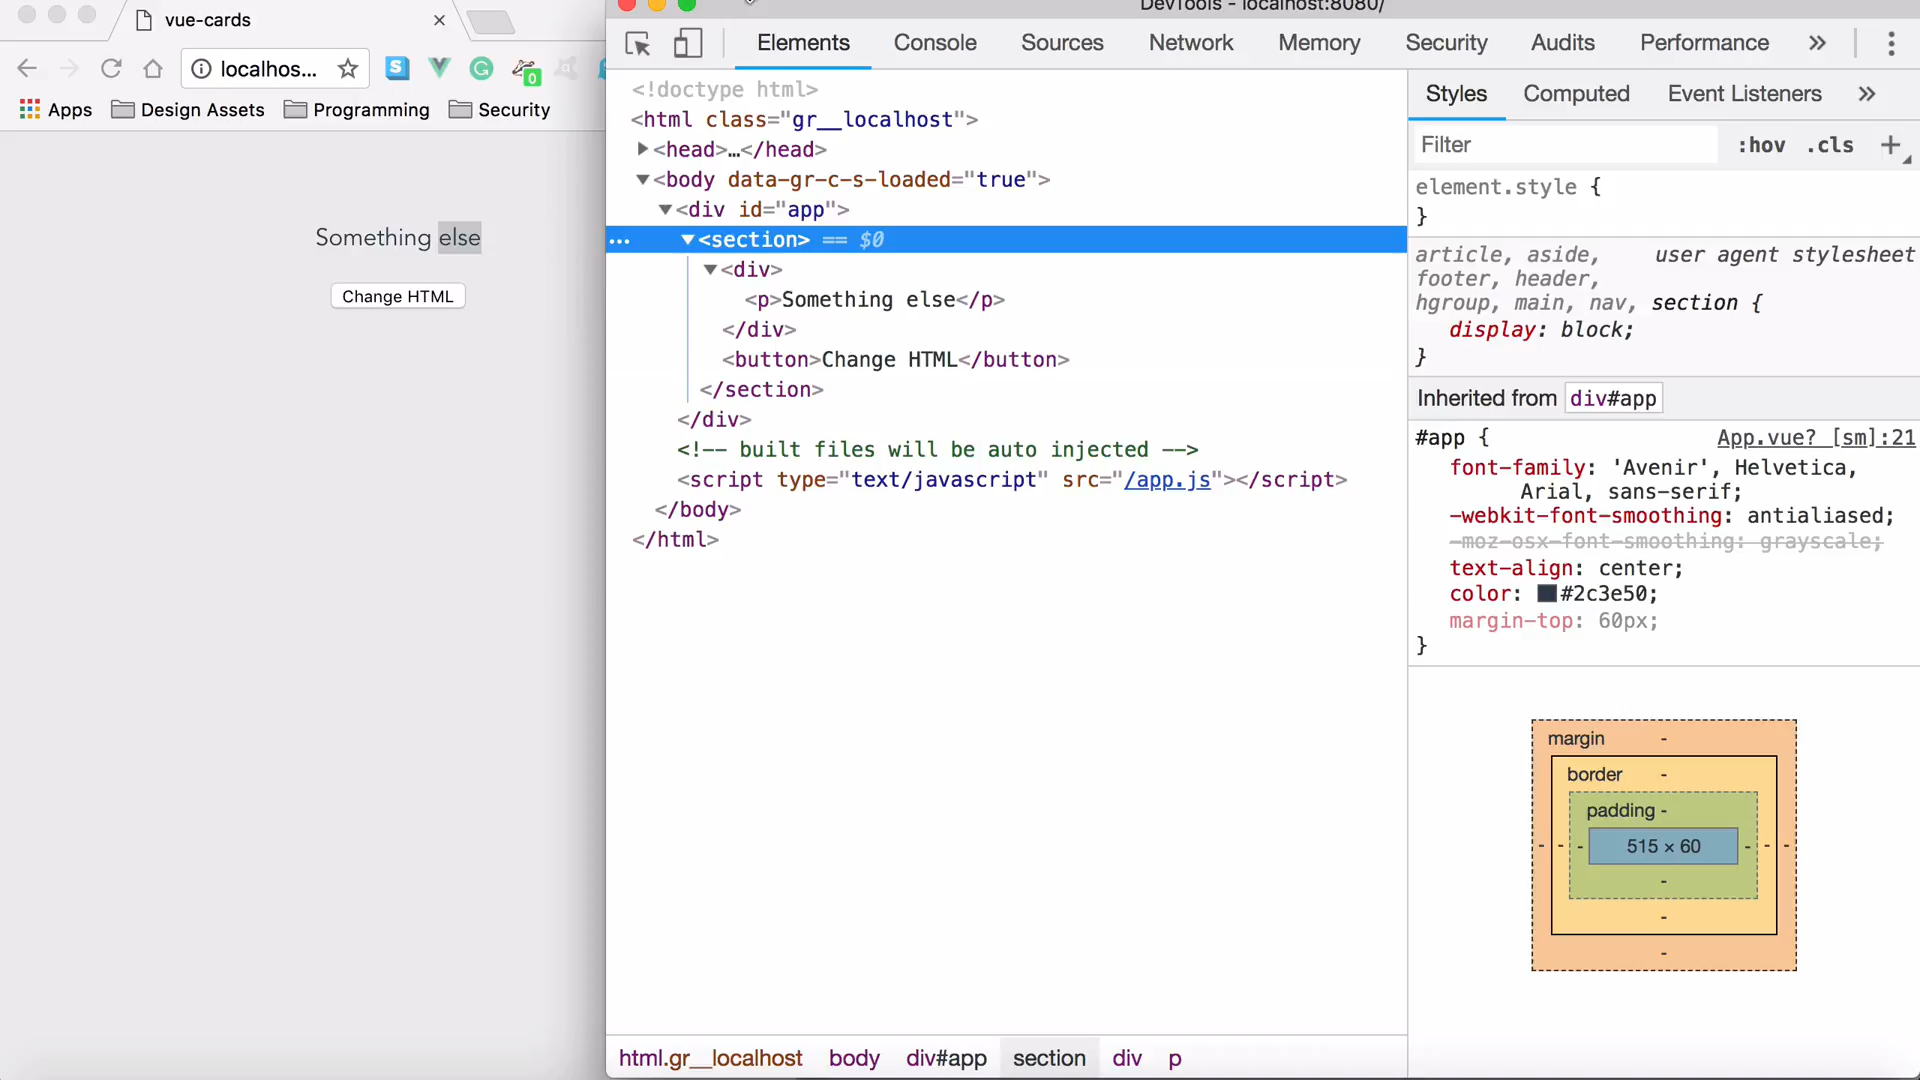 vue-cards
DevTools - localhost:8080/
localhos...
0
Apps
Design Assets
Programming
Security
Something else
Change HTML
Elements
Console
Sources
Network
Memory
Security
Audits
Performance
<!doctype html>
<html class="gr__localhost">
<head>…</head>
<body data-gr-c-s-loaded="true">
<div id="app">
... <section> == $0
<div>
<p>Something else</p>
</div>
<button>Change HTML</button>
</section>
</div>
<!-- built files will be auto injected -->
<script type="text/javascript" src="/app.js"></script>
</body>
</html>
html.gr__localhost
body
div#app
section
div
p
Styles
Computed
Event Listeners
Filter
:hov
.cls
element.style {
}
article, aside, user agent stylesheet
footer, header,
hgroup, main, nav, section {
display: block;
}
Inherited from div#app
#app { App.vue? [sm]:21
font-family: 'Avenir', Helvetica,
Arial, sans-serif;
-webkit-font-smoothing: antialiased;
-moz-osx-font-smoothing: grayscale;
text-align: center;
color: #2c3e50;
margin-top: 60px;
}
margin -
border -
padding -
- - - 515 × 60 - - -
-
-
-